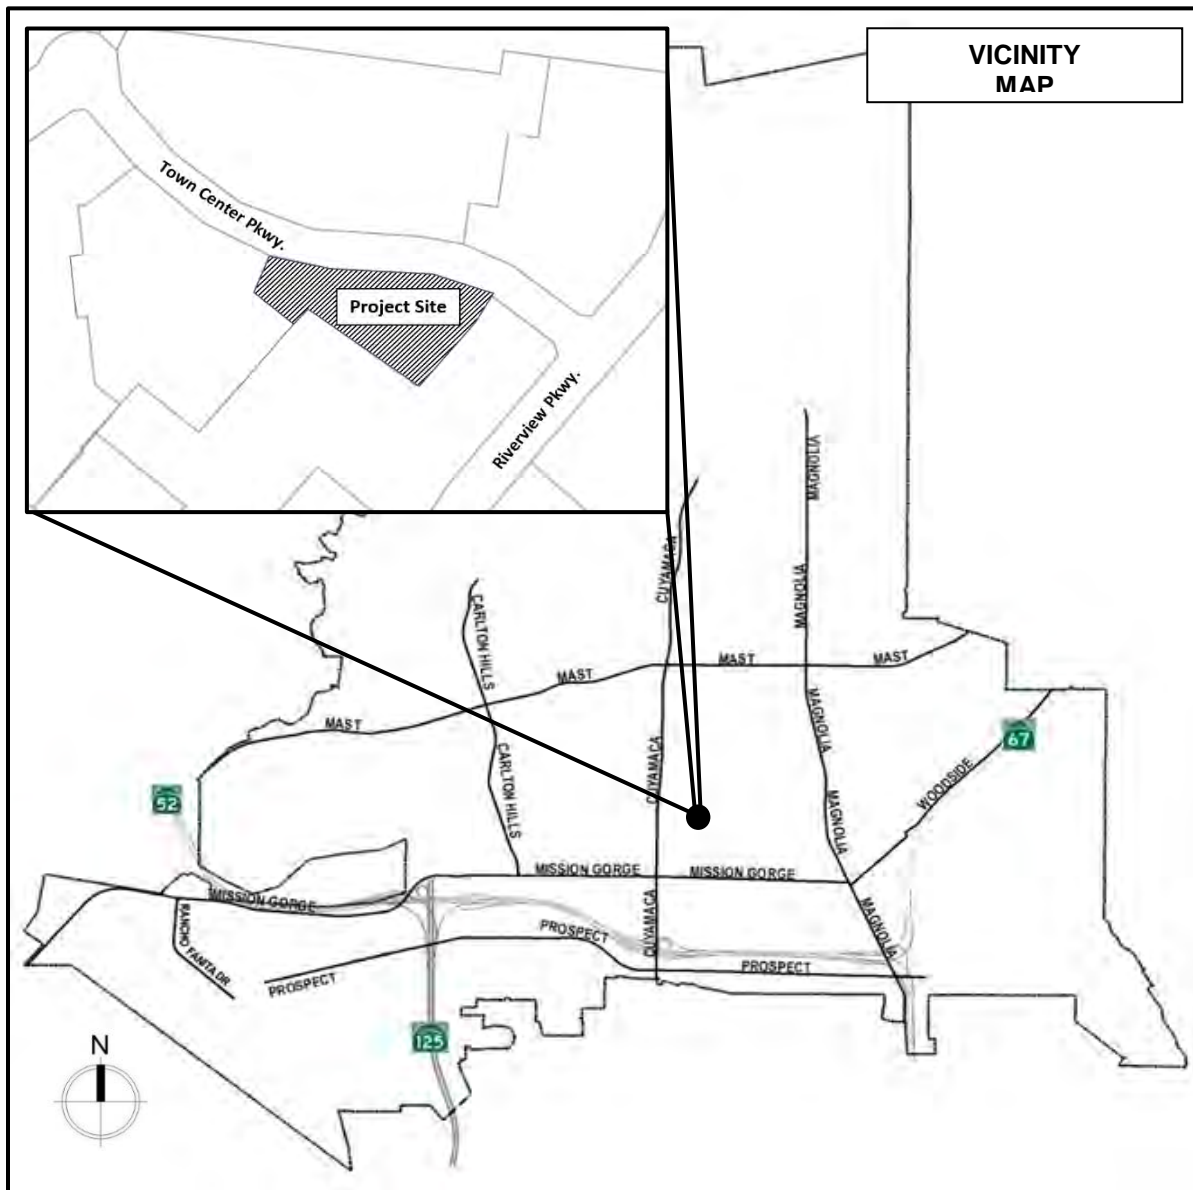 VICINITY
MAP
Town Center Pkwy.
Project Site
Riverview Pkwy.
MAGNOLIA
CUYAMACA
MAGNOLIA
CARLTON HILLS
MAST
MAST
MAST
MAST
MAGNOLIA
67
CUYAMACA
CARLTON HILLS
WOODSIDE
52
MAGNOLIA
MISSION GORGE
MISSION GORGE
MISSION GORGE
CUYAMACA
MAGNOLIA
RANCHO
FANITA DR
PROSPECT
PROSPECT
PROSPECT
125
N